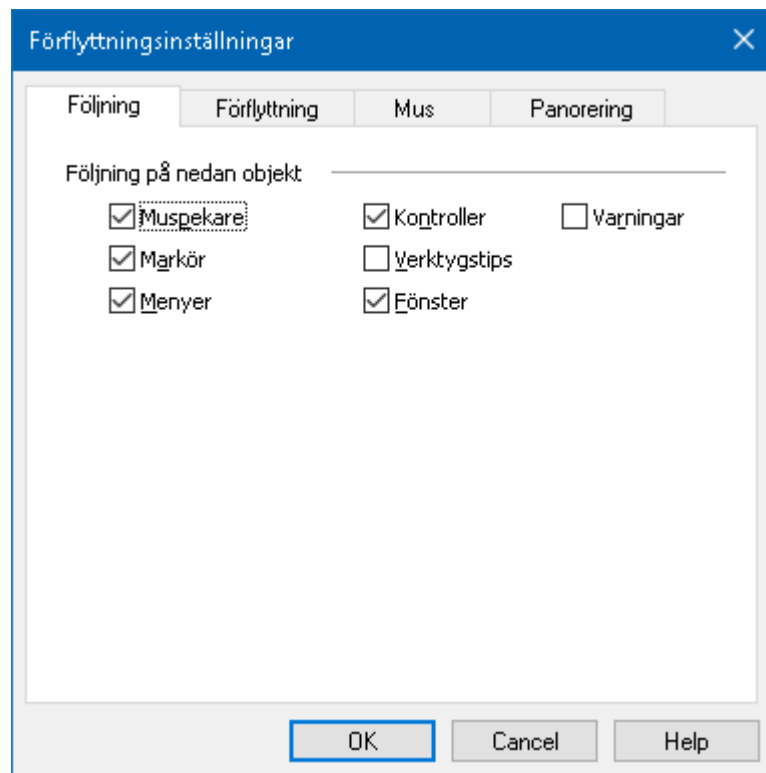 Förflyttningsinställningar
Följning Förflyttning Mus Panorering
Följning på nedan objekt
Muspekare Kontroller Varningar
Markör Verktygstips
Menyer Fönster
OK Cancel Help